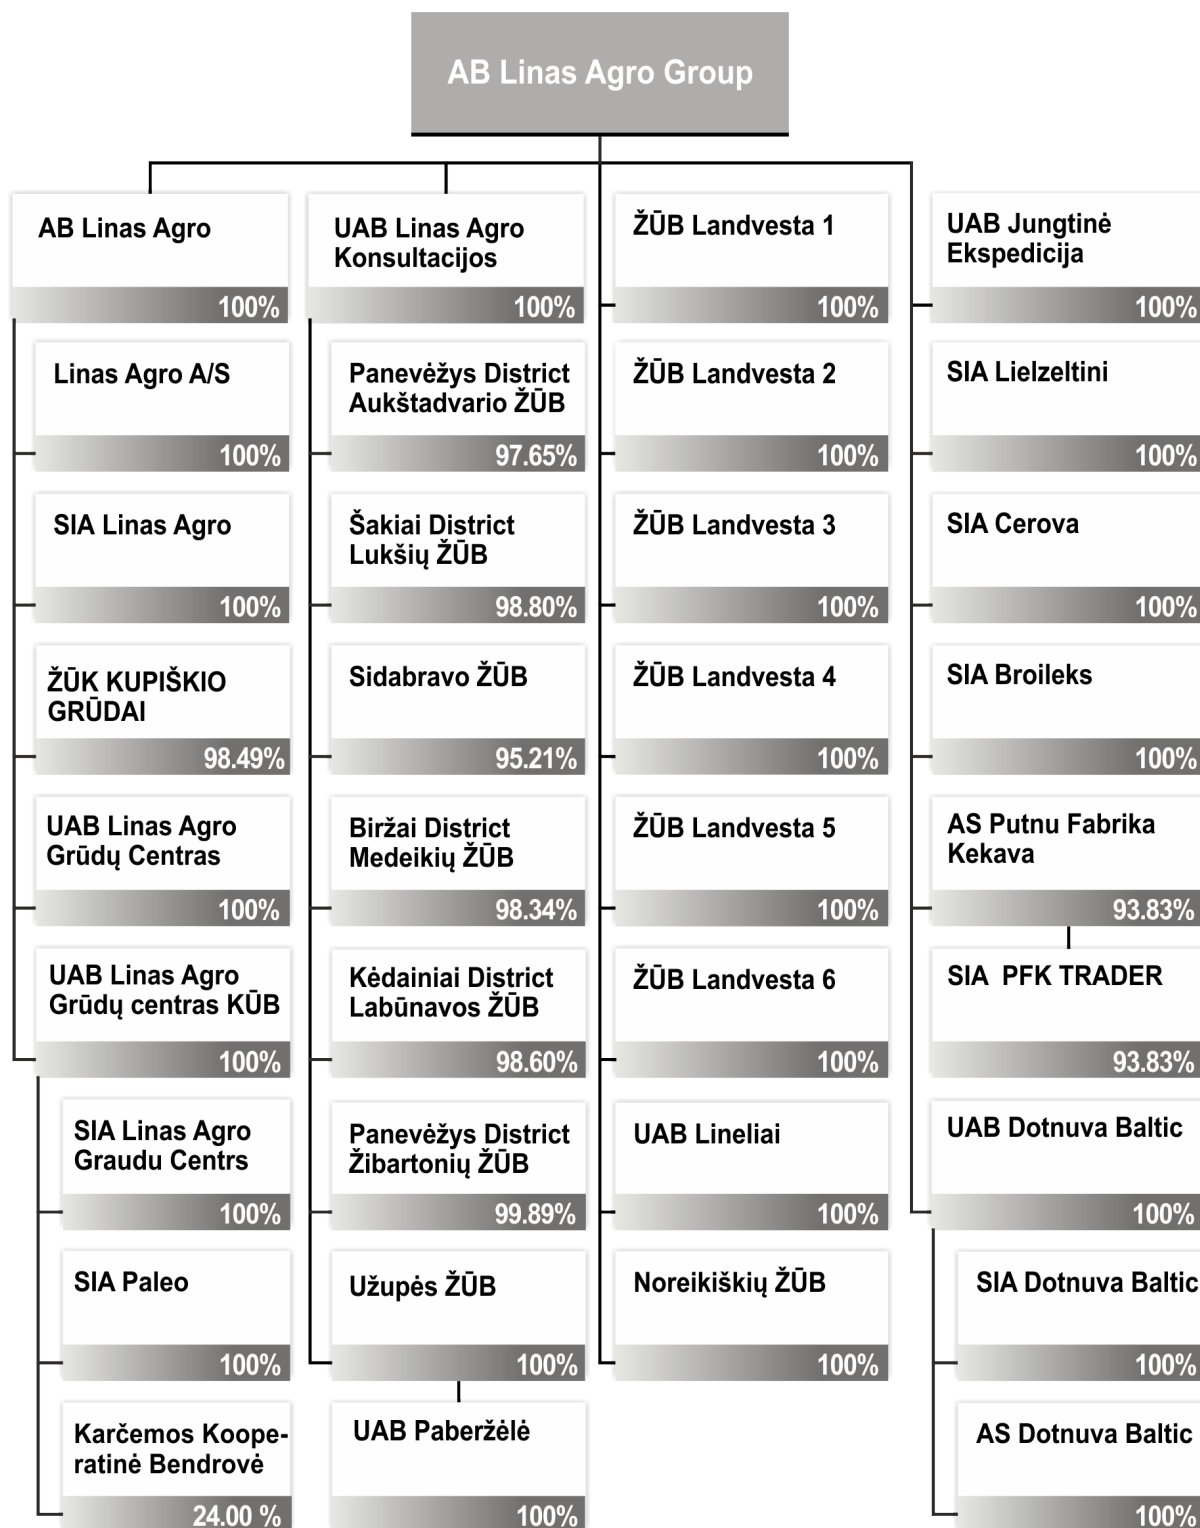 AB Linas Agro Group
AB Linas Agro
100%
Linas Agro A/S
100%
SIA Linas Agro
100%
ŽŪK KUPIŠKIO
GRŪDAI
98.49%
UAB Linas Agro
Grūdų Centras
100%
UAB Linas Agro
Grūdų centras KŪB
100%
SIA Linas Agro
Graudu Centrs
100%
SIA Paleo
100%
Karčemos Koope-
ratinė Bendrovė
24.00 %
UAB Linas Agro
Konsultacijos
100%
Panevėžys District
Aukštadvario ŽŪB
97.65%
Šakiai District
Lukšių ŽŪB
98.80%
Sidabravo ŽŪB
95.21%
Biržai District
Medeikių ŽŪB
98.34%
Kėdainiai District
Labūnavos ŽŪB
98.60%
Panevėžys District
Žibartonių ŽŪB
99.89%
Užupės ŽŪB
100%
UAB Paberžėlė
100%
ŽŪB Landvesta 1
100%
ŽŪB Landvesta 2
100%
ŽŪB Landvesta 3
100%
ŽŪB Landvesta 4
100%
ŽŪB Landvesta 5
100%
ŽŪB Landvesta 6
100%
UAB Lineliai
100%
Noreikiškių ŽŪB
100%
UAB Jungtinė
Ekspedicija
100%
SIA Lielzeltini
100%
SIA Cerova
100%
SIA Broileks
100%
AS Putnu Fabrika
Kekava
93.83%
SIA PFK TRADER
93.83%
UAB Dotnuva Baltic
100%
SIA Dotnuva Baltic
100%
AS Dotnuva Baltic
100%